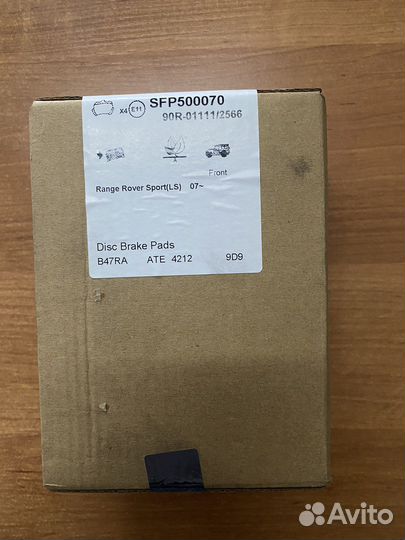 X4 E11 SFP500070
90R-01111/2566
Front
Range Rover Sport(LS) 07~
Disc Brake Pads
B47RA ATE 4212 9D9
Avito